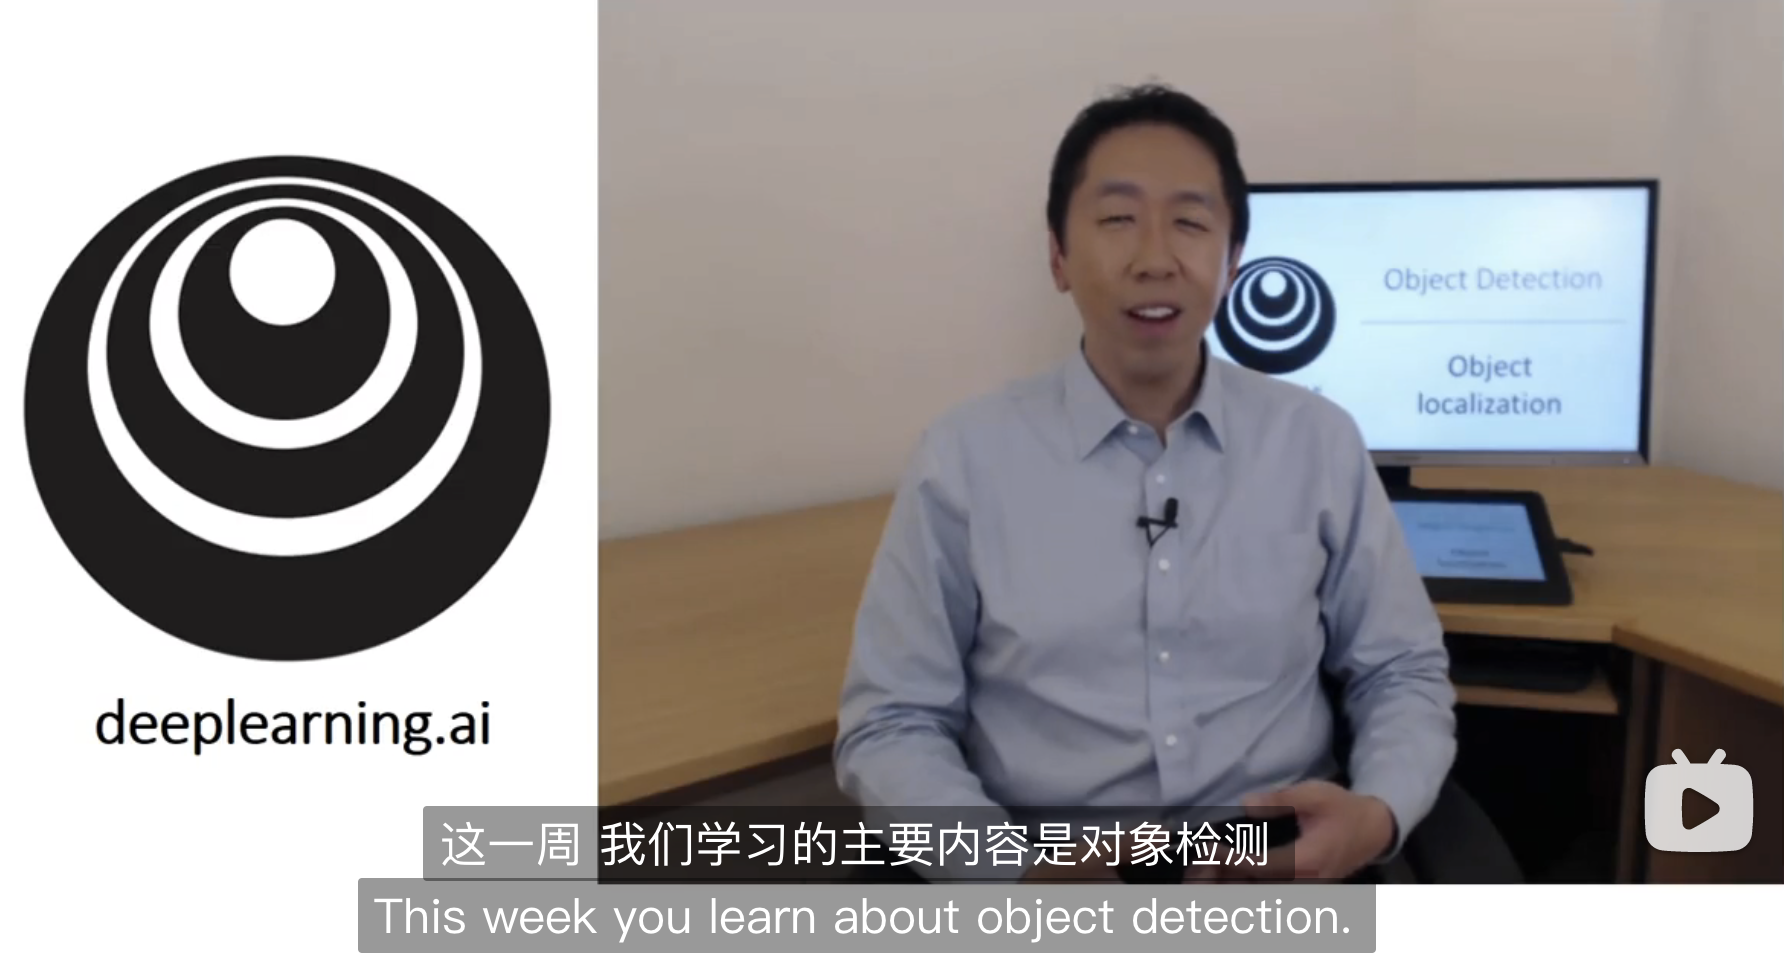 deeplearning.ai
Object Detection
Object
localization
这一周 我们学习的主要内容是对象检测
This week you learn about object detection.